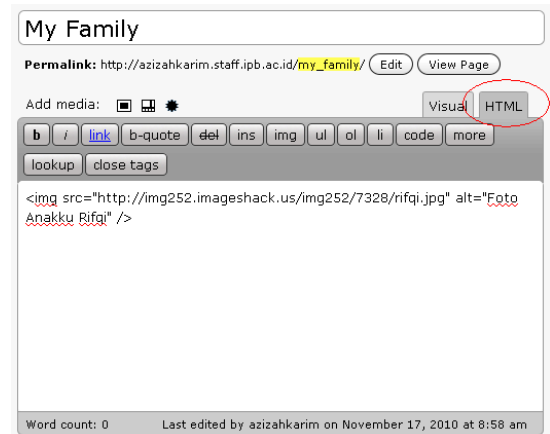 My Family
Permalink: http://azizahkarim.staff.ipb.ac.id/my_family/ Edit View Page
Add media: Visual HTML
b i link b-quote del ins img ul ol li code more
lookup close tags
<img src="http://img252.imageshack.us/img252/7328/rifqi.jpg" alt="Foto
Anakku Rifqi" />
Word count: 0 Last edited by azizahkarim on November 17, 2010 at 8:58 am